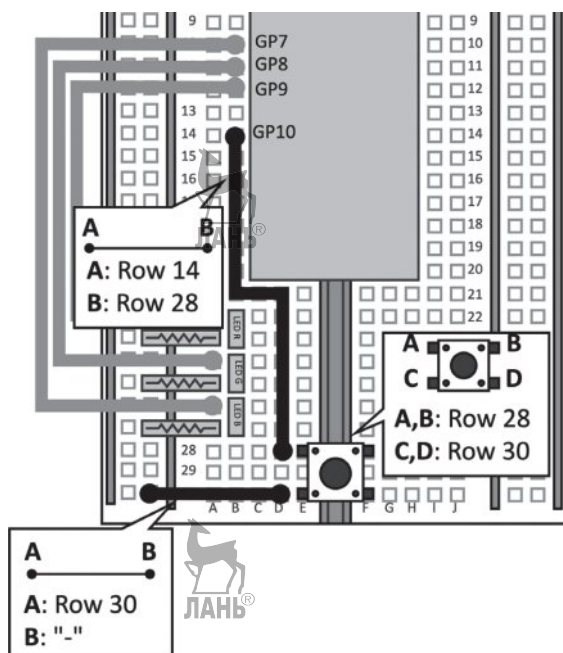 9 9
GP7 10
GP8 11
GP9 12
13 13
14 GP10 14
15 15
16 16
17
18
19
20
21
22
ЛАНЬ®
A B
A: Row 14
B: Row 28
LED R
LED G
LED B
A B
C D
A,B: Row 28
C,D: Row 30
28
29
A B C D E F G H I J
A B
A: Row 30
B: "-"
ЛАНЬ®